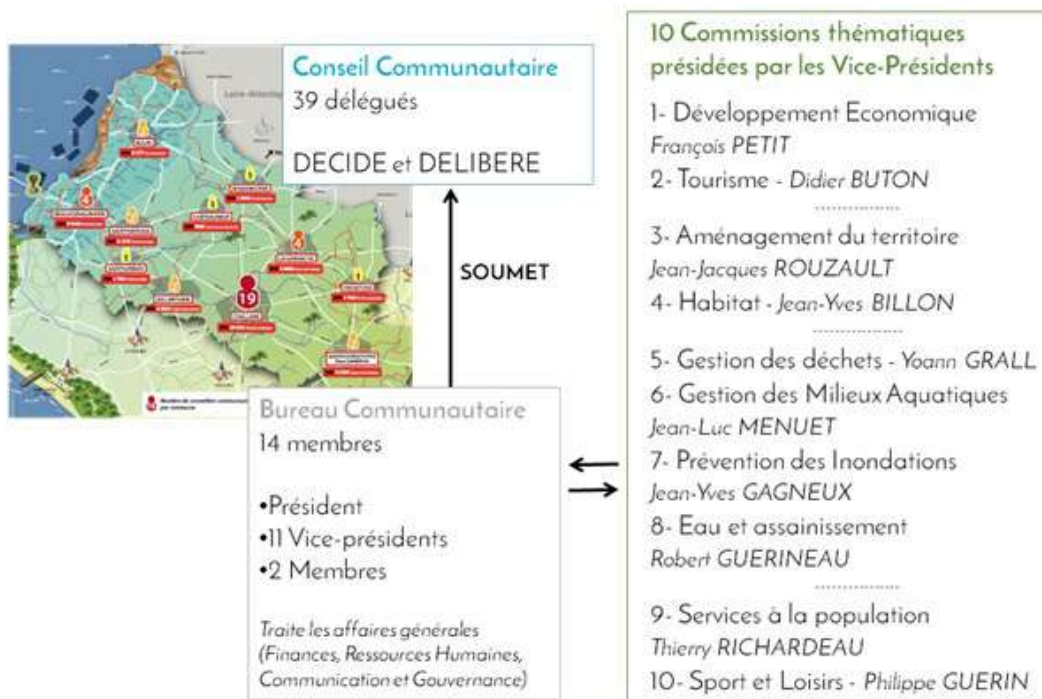 Conseil Communautaire
39 délégués
DECIDE et DELIBERE
SOUMET
Bureau Communautaire
14 membres
•Président
•11 Vice-présidents
•2 Membres
Traite les affaires générales
(Finances, Ressources Humaines,
Communication et Gouvernance)
10 Commissions thématiques
présidées par les Vice-Présidents
1- Développement Economique
François PETIT
2- Tourisme - Didier BUTON
3- Aménagement du territoire
Jean-Jacques ROUZAULT
4- Habitat - Jean-Yves BILLON
5- Gestion des déchets - Yoann GRALL
6- Gestion des Milieux Aquatiques
Jean-Luc MENUET
7- Prévention des Inondations
Jean-Yves GAGNEUX
8- Eau et assainissement
Robert GUERINEAU
9- Services à la population
Thierry RICHARDEAU
10- Sport et Loisirs - Philippe GUERIN
4
19